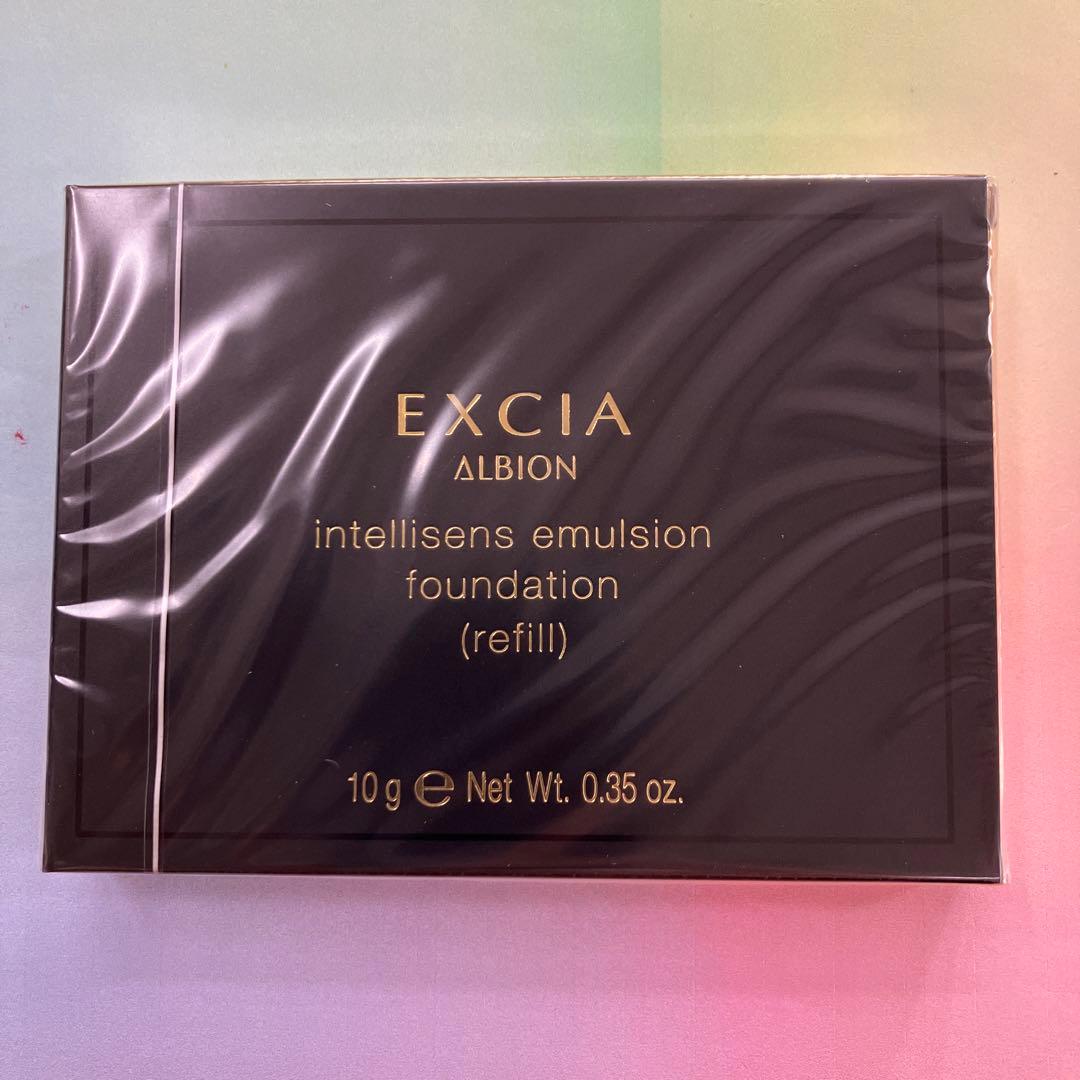 EXCIA
ALBION
intellisens emulsion
foundation
(refill)
10 g ℮ Net Wt. 0.35 oz.